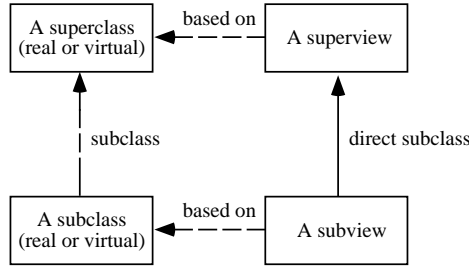 A superclass
(real or virtual)
based on
A superview
subclass
direct subclass
A subclass
(real or virtual)
based on
A subview